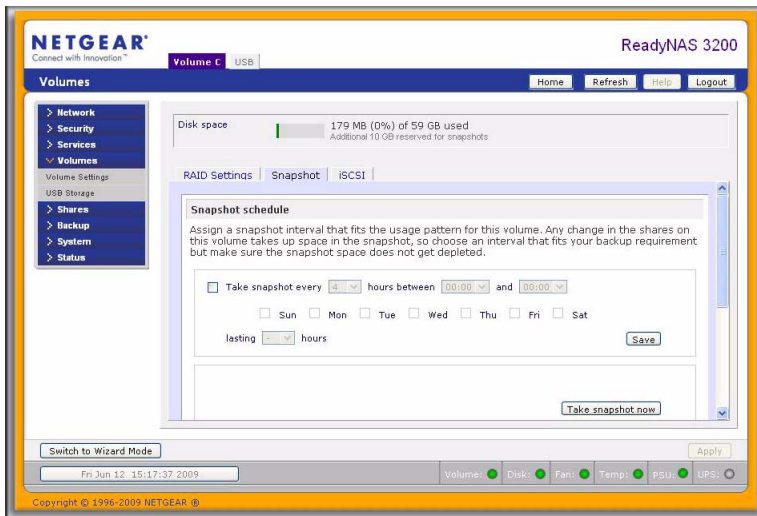 NETGEAR®
Connect with Innovation™
ReadyNAS 3200
Volume C USB
Volumes
Home Refresh Help Logout
> Network
> Security
> Services
Volumes
Volume Settings
USB Storage
> Shares
> Backup
> System
> Status
Disk space
179 MB (0%) of 59 GB used
Additional 10 GB reserved for snapshots
RAID Settings Snapshot iSCSI
Snapshot schedule
Assign a snapshot interval that fits the usage pattern for this volume. Any change in the shares on
this volume takes up space in the snapshot, so choose an interval that fits your backup requirement
but make sure the snapshot space does not get depleted.
Take snapshot every 4 hours between 00:00 and 00:00
Sun Mon Tue Wed Thu Fri Sat
lasting - hours
Save
Take snapshot now
Switch to Wizard Mode
Apply
Fri Jun 12 15:17:37 2009
Volume: Disk: Fan: Temp: PSU: UPS:
Copyright © 1996-2009 NETGEAR ®